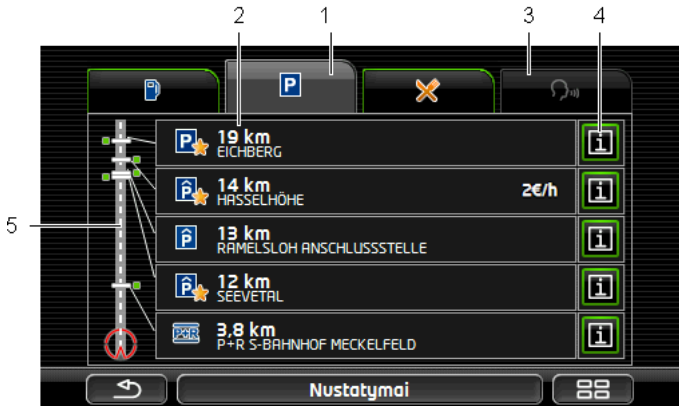 2 1 3 4
P
19 km
P
EICHBERG
i
14 km
P
HASSELHÖHE
2€/h
i
13 km
P
RAMELSLOH ANSCHLUSSSTELLE
i
12 km
P
SEEVETAL
i
5
3,8 km
P+R
P+R S-BAHNHOF MECKELFELD
i
Nustatymai